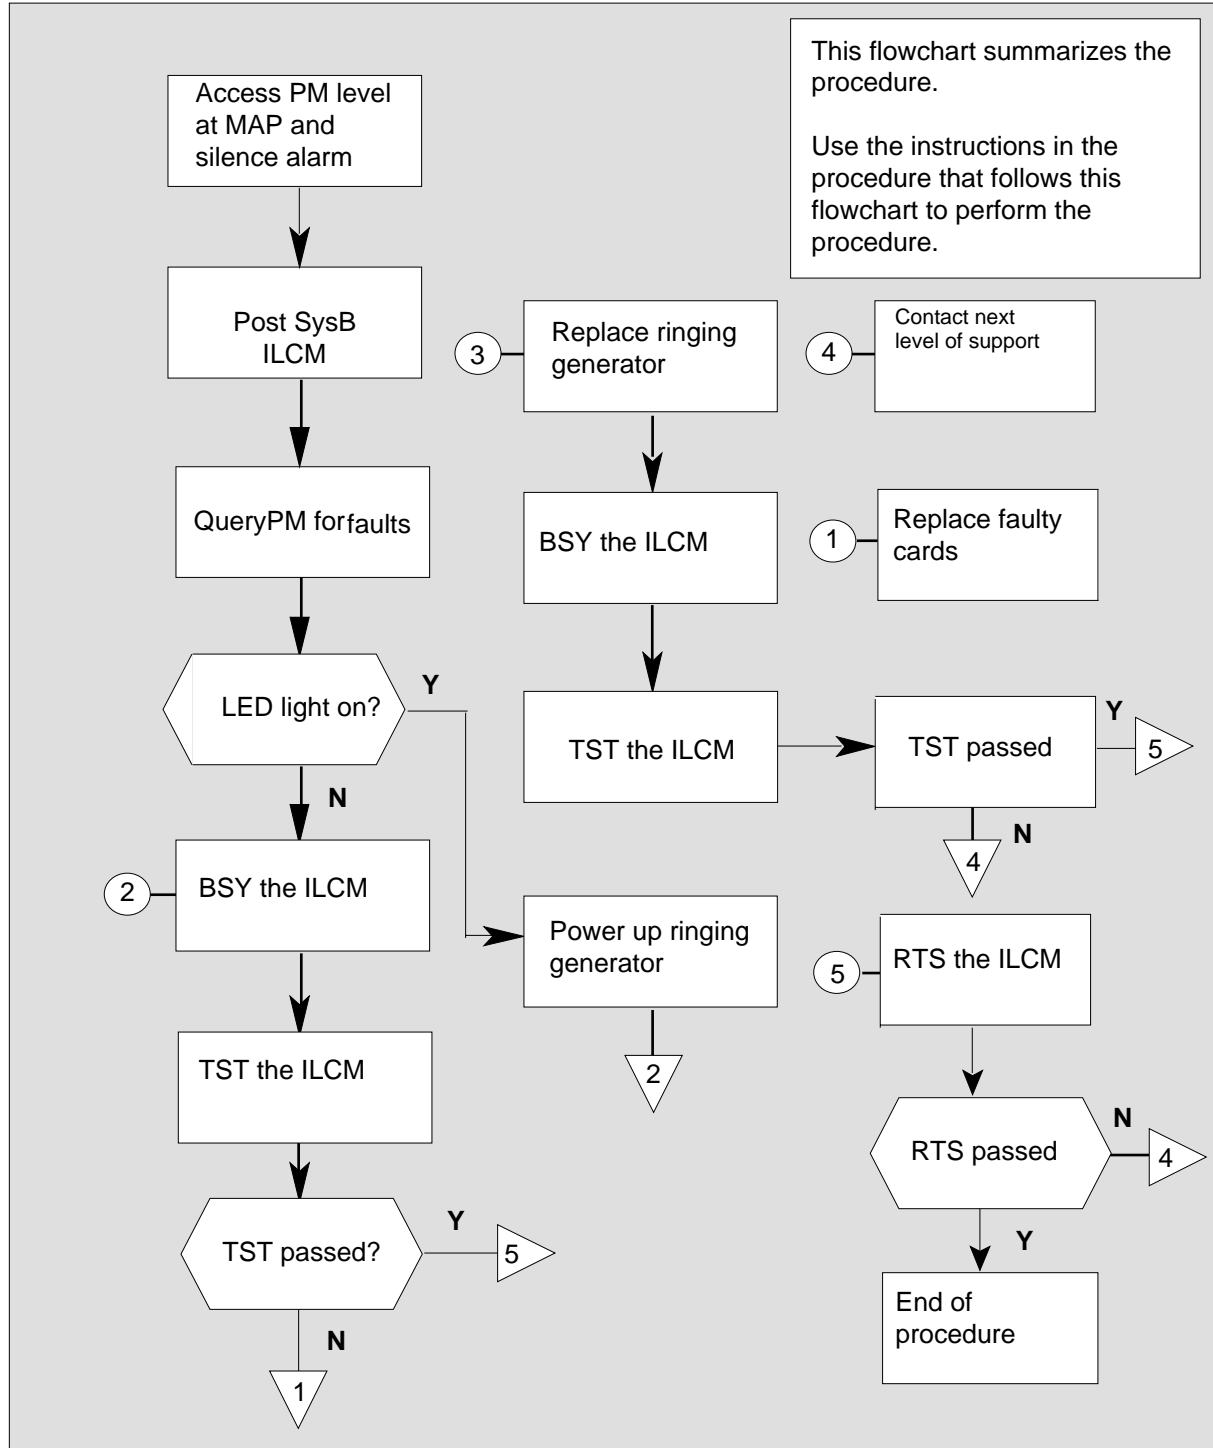 This flowchart summarizes the
procedure.
Use the instructions in the
procedure that follows this
flowchart to perform the
procedure.
Access PM level
at MAP and
silence alarm
Post SysB
ILCM
QueryPM for faults
LED light on?
Y
N
2
BSY the ILCM
TST the ILCM
TST passed?
Y
5
N
1
3
Replace ringing
generator
BSY the ILCM
TST the ILCM
TST passed
Y
5
N
4
Power up ringing
generator
2
4
Contact next
level of support
1
Replace faulty
cards
5
RTS the ILCM
RTS passed
N
4
Y
End of
procedure